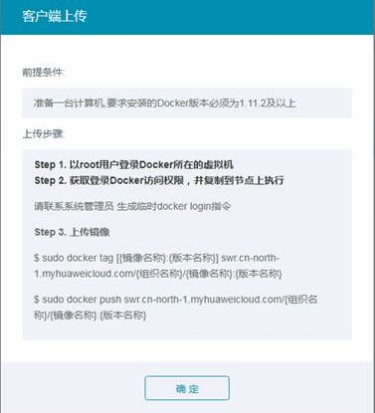 客户端上传
前提条件:
准备一台计算机,要求安装的Docker版本必须为1.11.2及以上
上传步骤:
Step 1. 以root用户登录Docker所在的虚拟机
Step 2. 获取登录Docker访问权限，并复制到节点上执行
请联系系统管理员 生成临时docker login指令
Step 3. 上传镜像
$ sudo docker tag [{镜像名称}:{版本名称}] swr.cn-north-
1.myhuaweicloud.com/{组织名称}/{镜像名称}:{版本名称}
$ sudo docker push swr.cn-north-1.myhuaweicloud.com/{组织名
称}/{镜像名称}:{版本名称}
确 定